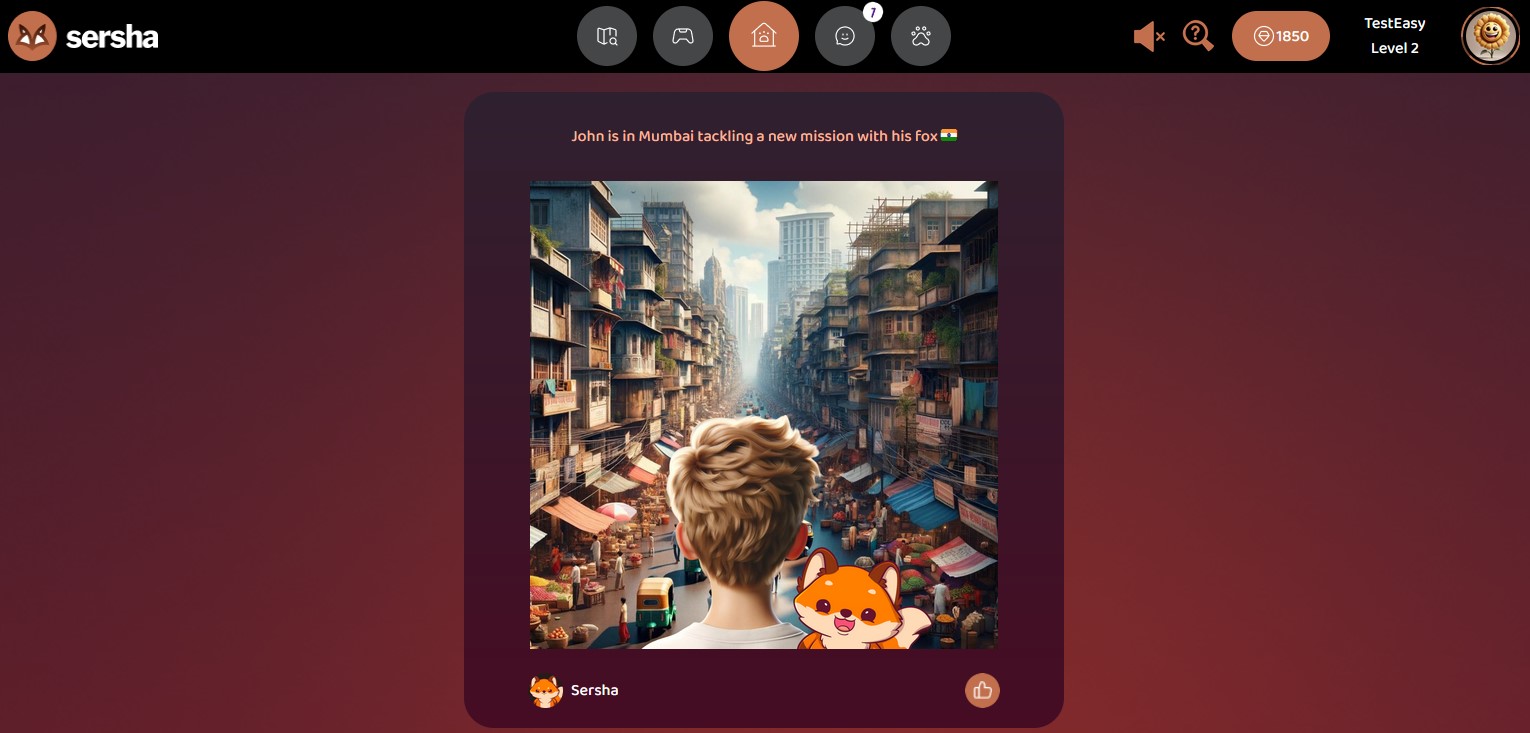 sersha
7
1850
TestEasy
Level 2
John is in Mumbai tackling a new mission with his fox🇮🇳
Sersha